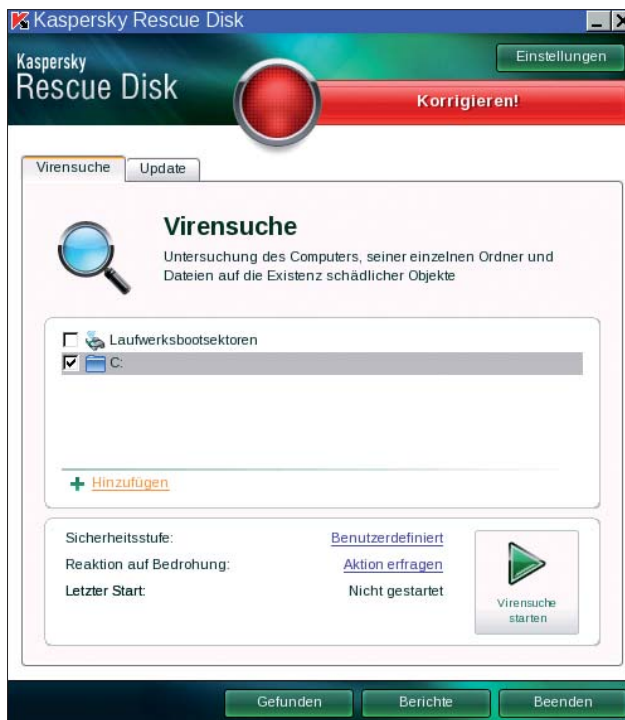 Kaspersky Rescue Disk
Kaspersky
Rescue Disk
Einstellungen
Korrigieren!
Virensuche
Update
Virensuche
Untersuchung des Computers, seiner einzelnen Ordner und
Dateien auf die Existenz schädlicher Objekte
Laufwerksbootsektoren
C:
Hinzufügen
Sicherheitsstufe: Benutzerdefiniert
Reaktion auf Bedrohung: Aktion erfragen
Letzter Start: Nicht gestartet
Virensuche
starten
Gefunden
Berichte
Beenden